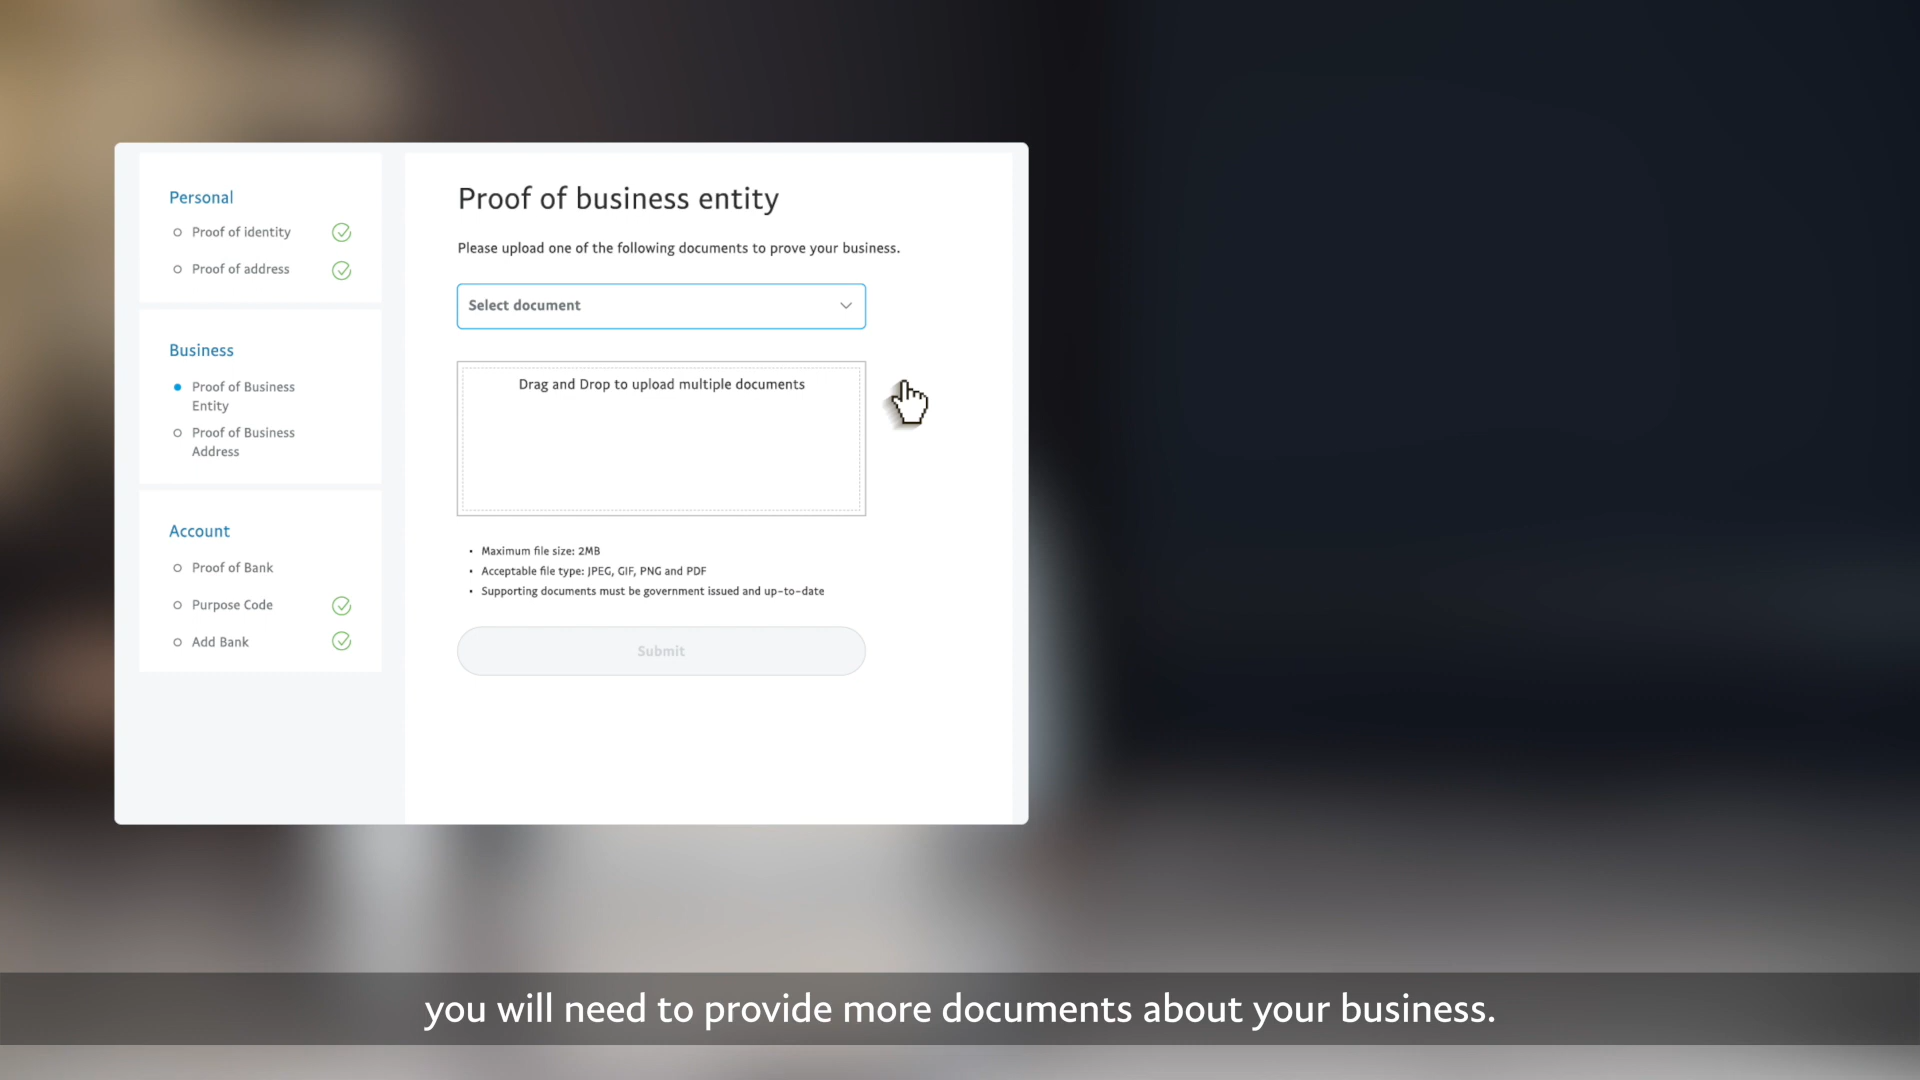 Personal
Proof of identity
Proof of address
Business
Proof of Business
Entity
Proof of Business
Address
Account
Proof of Bank
Purpose Code
Add Bank
Proof of business entity
Please upload one of the following documents to prove your business.
Select document
Drag and Drop to upload multiple documents
• Maximum file size: 2MB
• Acceptable file type: JPEG, GIF, PNG and PDF
• Supporting documents must be government issued and up-to-date
Submit
you will need to provide more documents about your business.